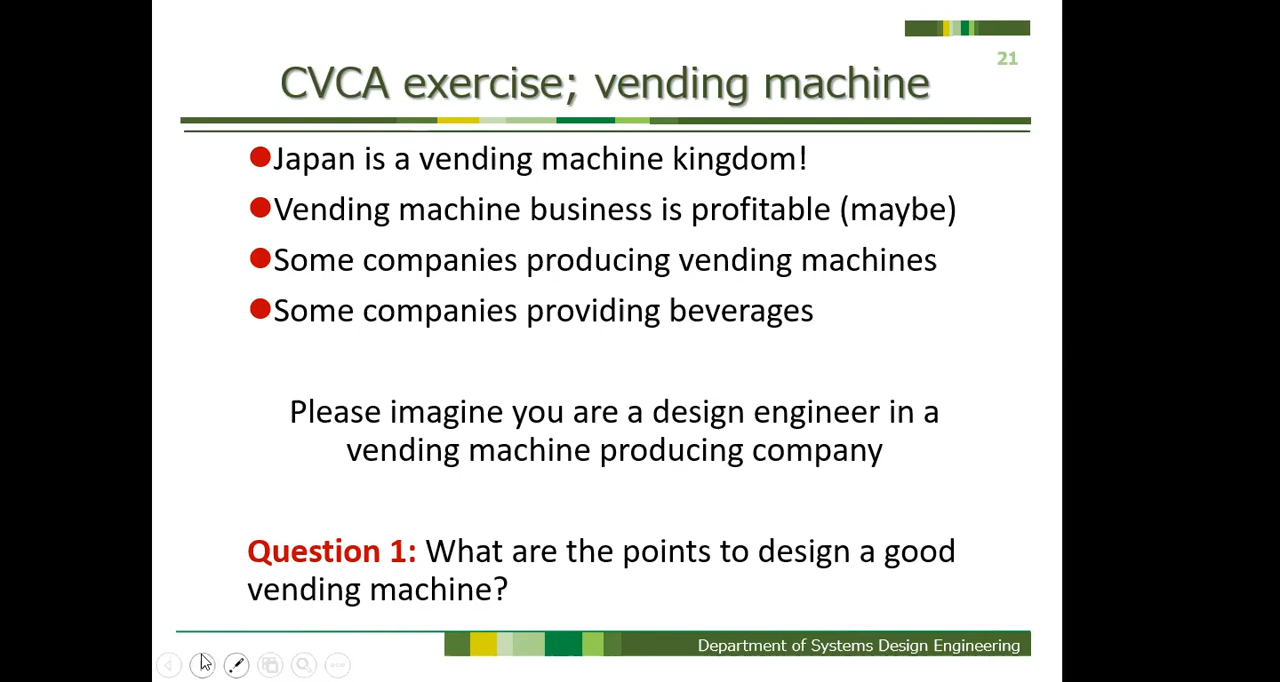 21
CVCA exercise; vending machine
●Japan is a vending machine kingdom!
●Vending machine business is profitable (maybe)
●Some companies producing vending machines
●Some companies providing beverages
Please imagine you are a design engineer in a
vending machine producing company
Question 1: What are the points to design a good
vending machine?
Department of Systems Design Engineering